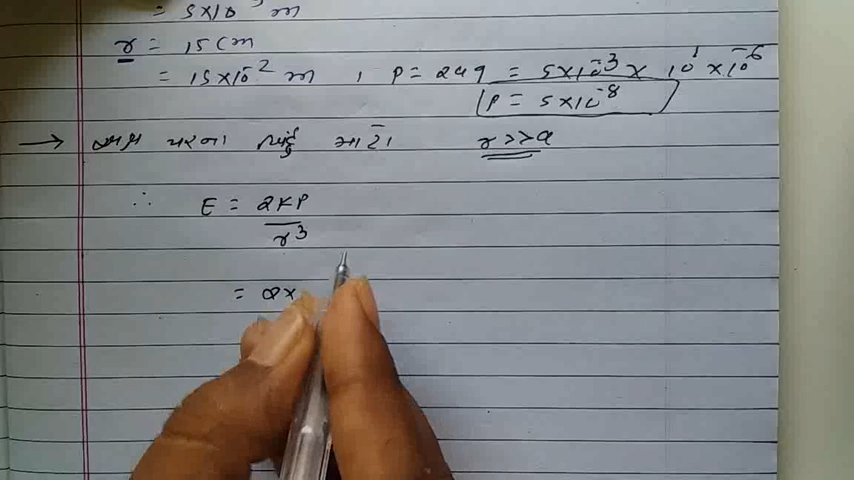 = 5×10⁻³ m
r = 15 cm
= 15×10⁻² m , P = 2aq = 5×10⁻³ × 10¹ × 10⁻⁶
P = 5×10⁻⁸
→ અક્ષ પરના બિંદુ માટે r >> a
∴ E = 2KP / r³
= 2×